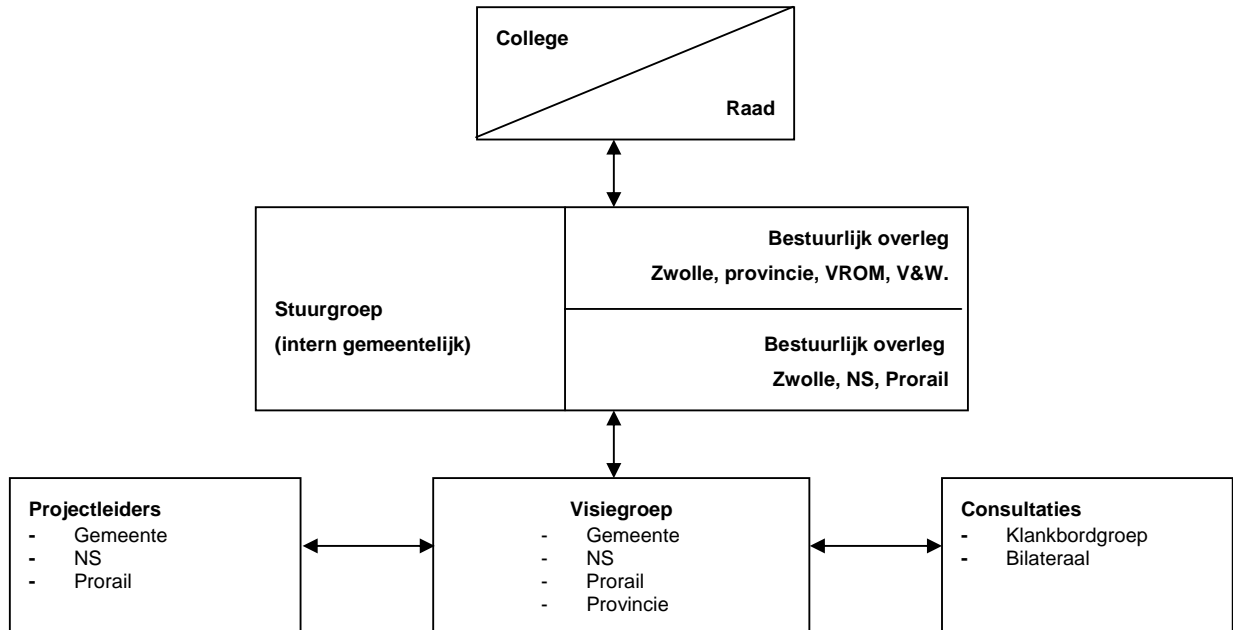 College
Raad
Stuurgroep
(intern gemeentelijk)
Bestuurlijk overleg
Zwolle, provincie, VROM, V&W.
Bestuurlijk overleg
Zwolle, NS, Prorail
Projectleiders
- Gemeente
- NS
- Prorail
Visiegroep
- Gemeente
- NS
- Prorail
- Provincie
Consultaties
- Klankbordgroep
- Bilateraal